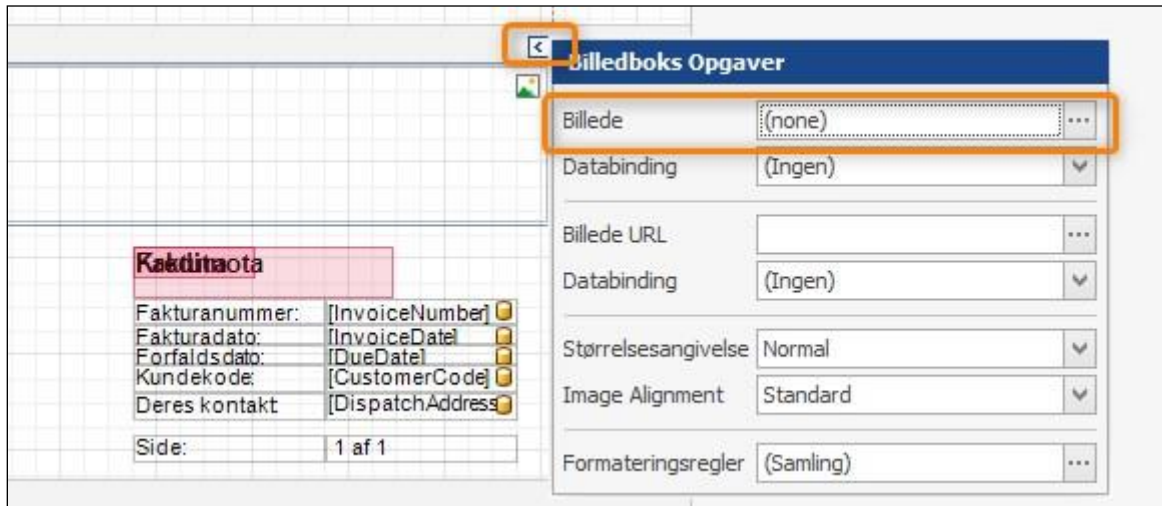 Billedboks Opgaver
Billede (none)
Databinding (Ingen)
Billede URL
Databinding (Ingen)
Størrelsesangivelse Normal
Image Alignment Standard
Formateringsregler (Samling)
Fakturanummer: [InvoiceNumber]
Fakturadato: [InvoiceDate]
Forfaldsdato: [DueDate]
Kundekode: [CustomerCode]
Deres kontakt [DispatchAddress
Side: 1 af 1